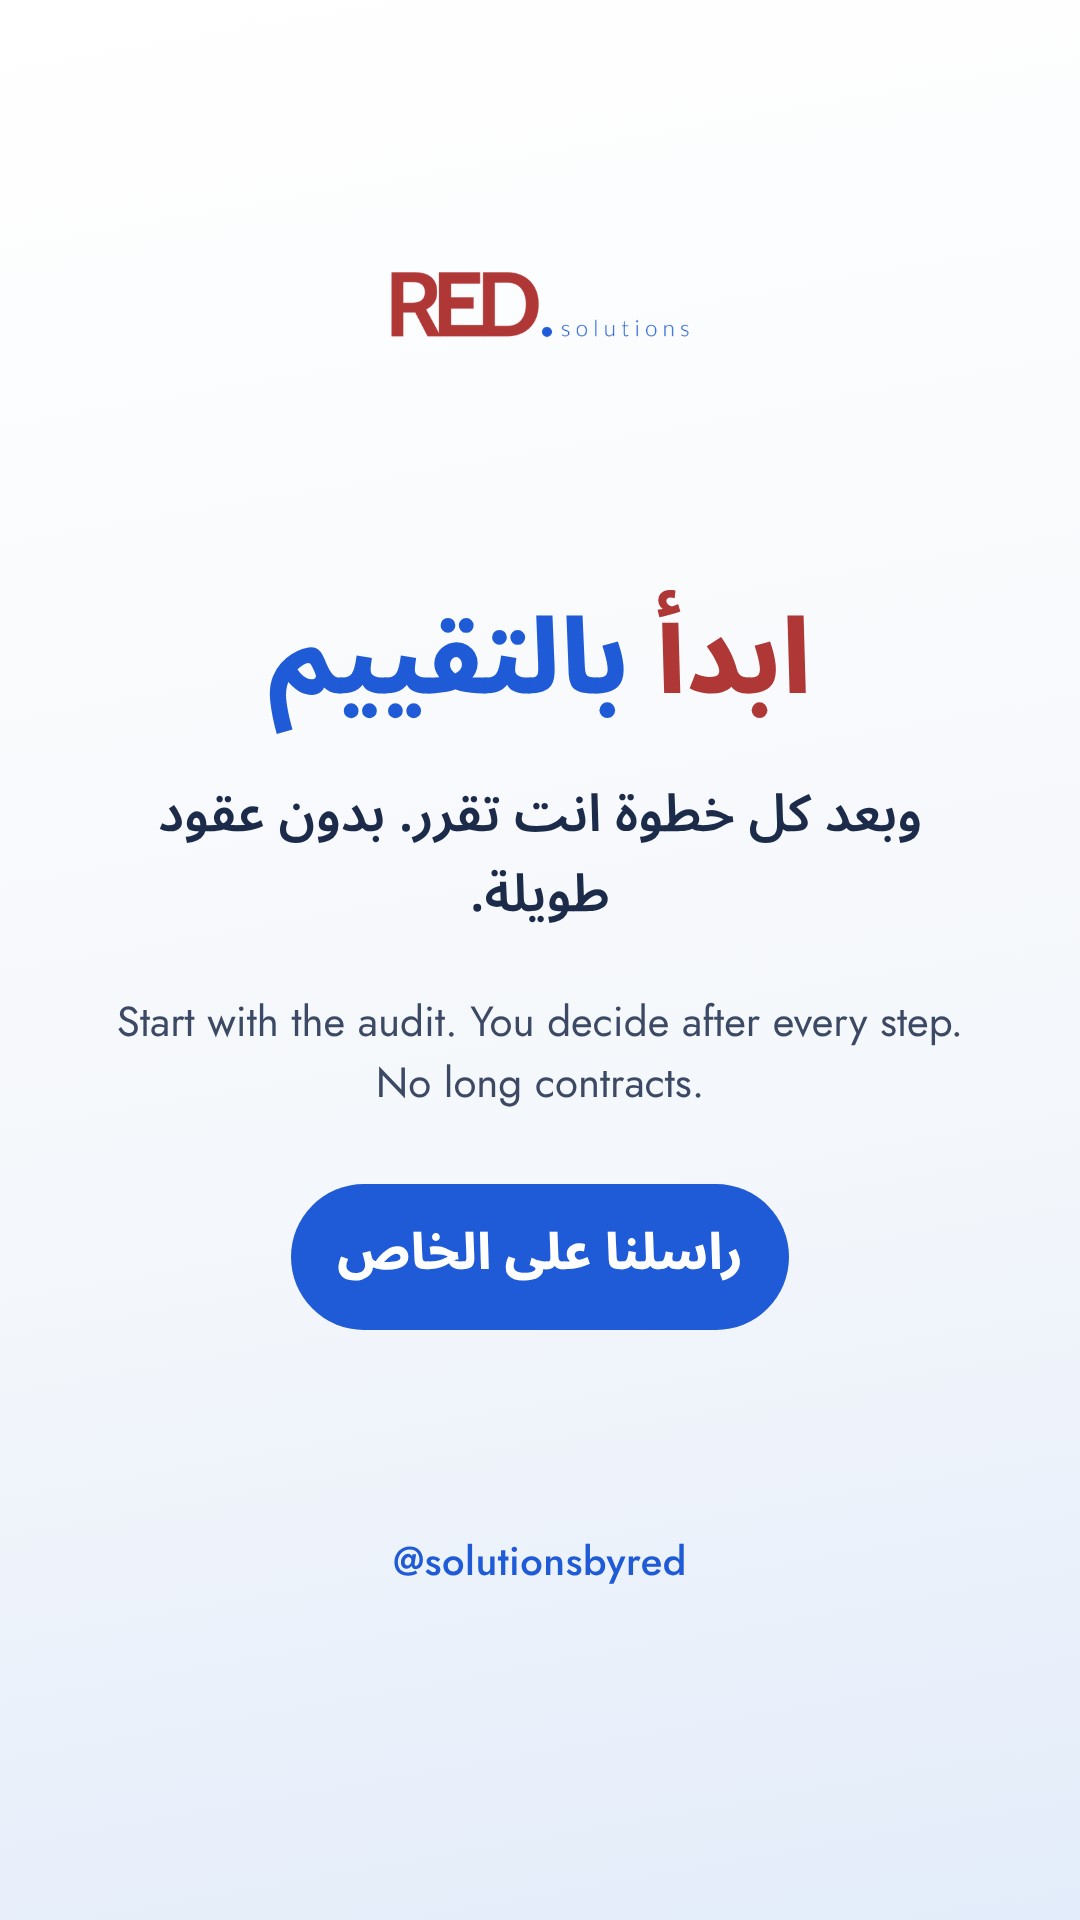 RED.solutions
ابدأ بالتقييم
وبعد كل خطوة انت تقرر. بدون عقود
طويلة.
Start with the audit. You decide after every step.
No long contracts.
راسلنا على الخاص
@solutionsbyred